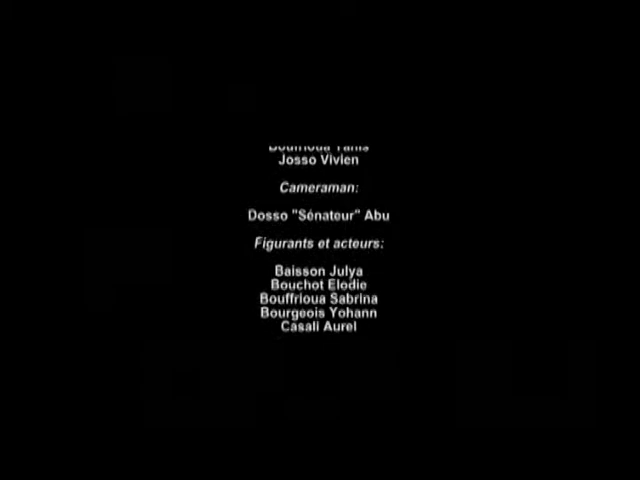 Josso Vivien
Cameraman:
Dosso "Sénateur" Abu
Figurants et acteurs:
Baisson Julya
Bouchot Elodie
Bouffrioua Sabrina
Bourgeois Yohann
Casali Aurel